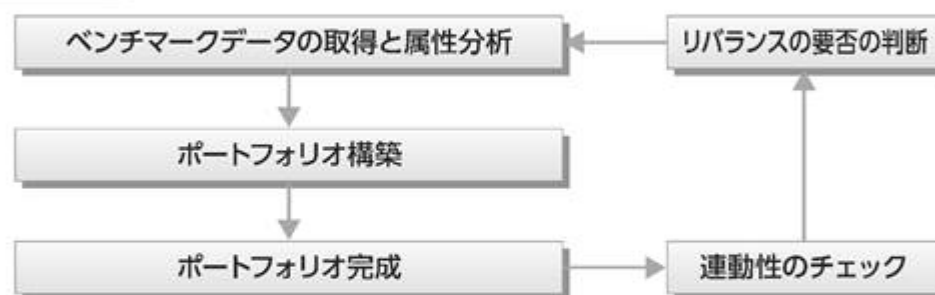 ベンチマークデータの取得と属性分析
リバランスの要否の判断
ポートフォリオ構築
ポートフォリオ完成
連動性のチェック